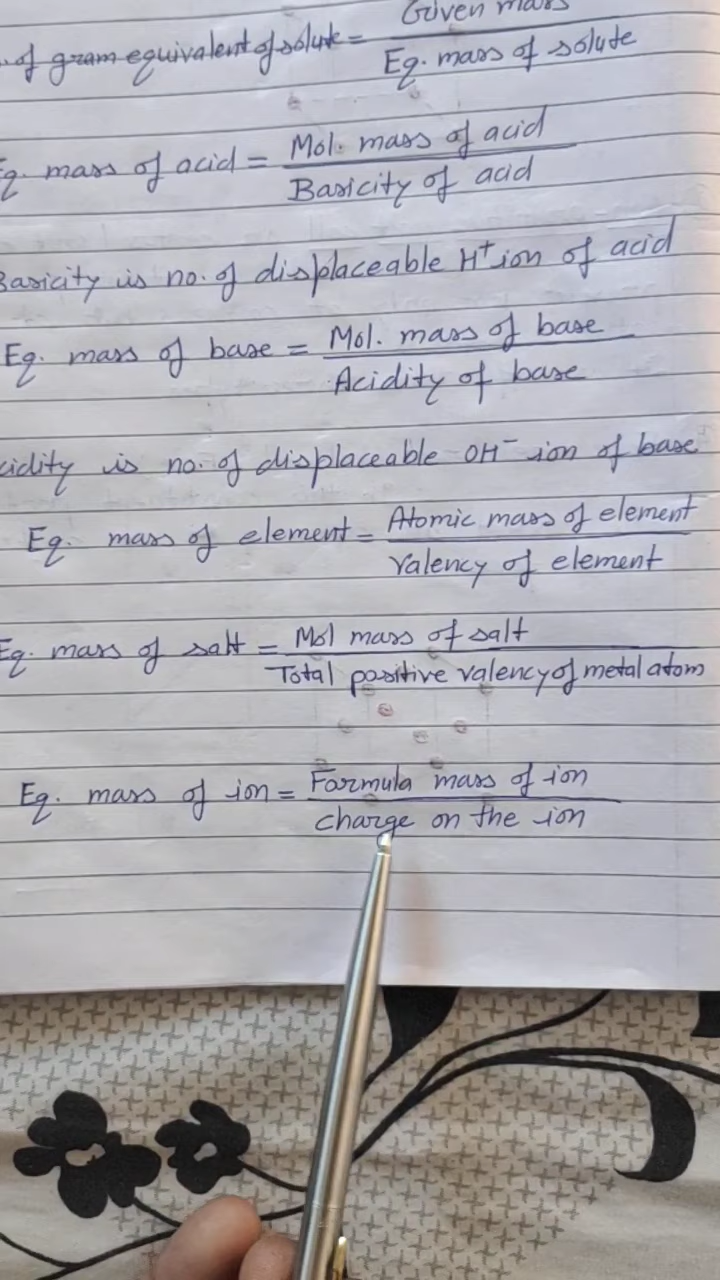 Given mass
. of gram equivalent of solute =
Eq. mass of solute
Eq. mass of acid = Mol. mass of acid
Basicity of acid
Basicity is no. of displaceable H+ ion of acid
Eq. mass of base = Mol. mass of base
Acidity of base
cidity is no. of displaceable OH- ion of base
Eq. mass of element = Atomic mass of element
Valency of element
Eq. mass of salt = Mol mass of salt
Total positive valency of metal atom
Eq. mass of ion = Formula mass of ion
charge on the ion